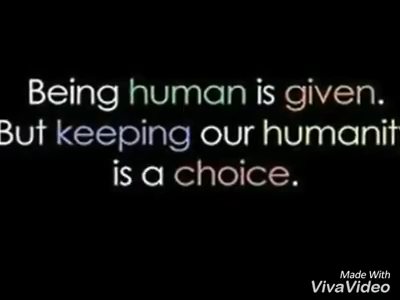 Being human is given.
But keeping our humanit
is a choice.
Made With
VivaVideo